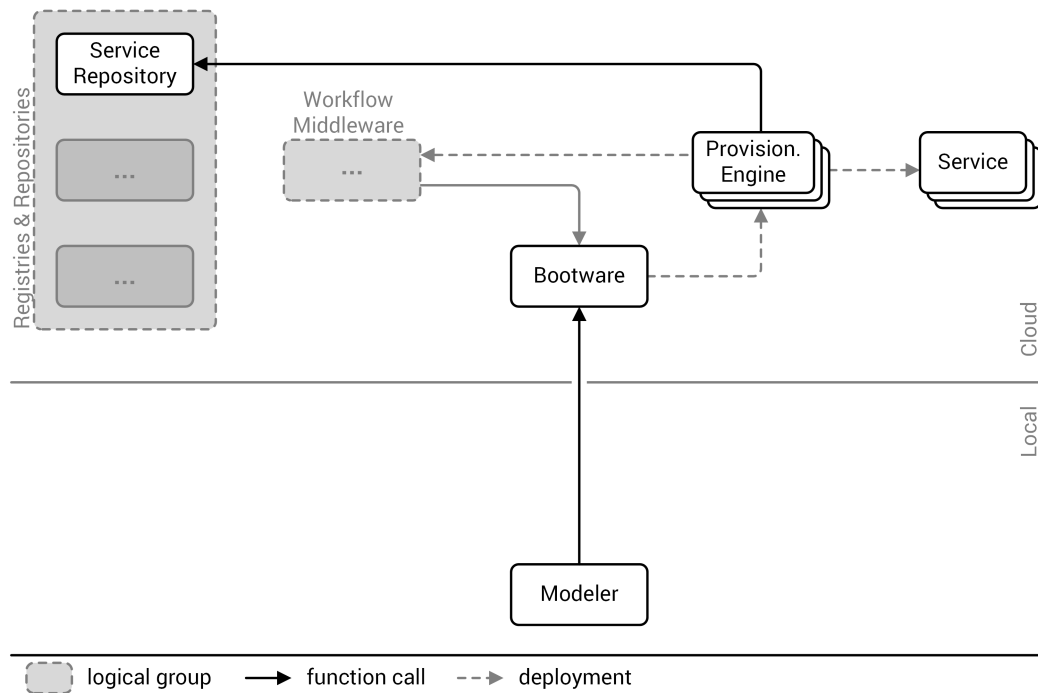 Service
Repository
...
...
Registries & Repositories
Workflow
Middleware
...
Provision.
Engine
Service
Bootware
Cloud
Local
Modeler
logical group
function call
deployment